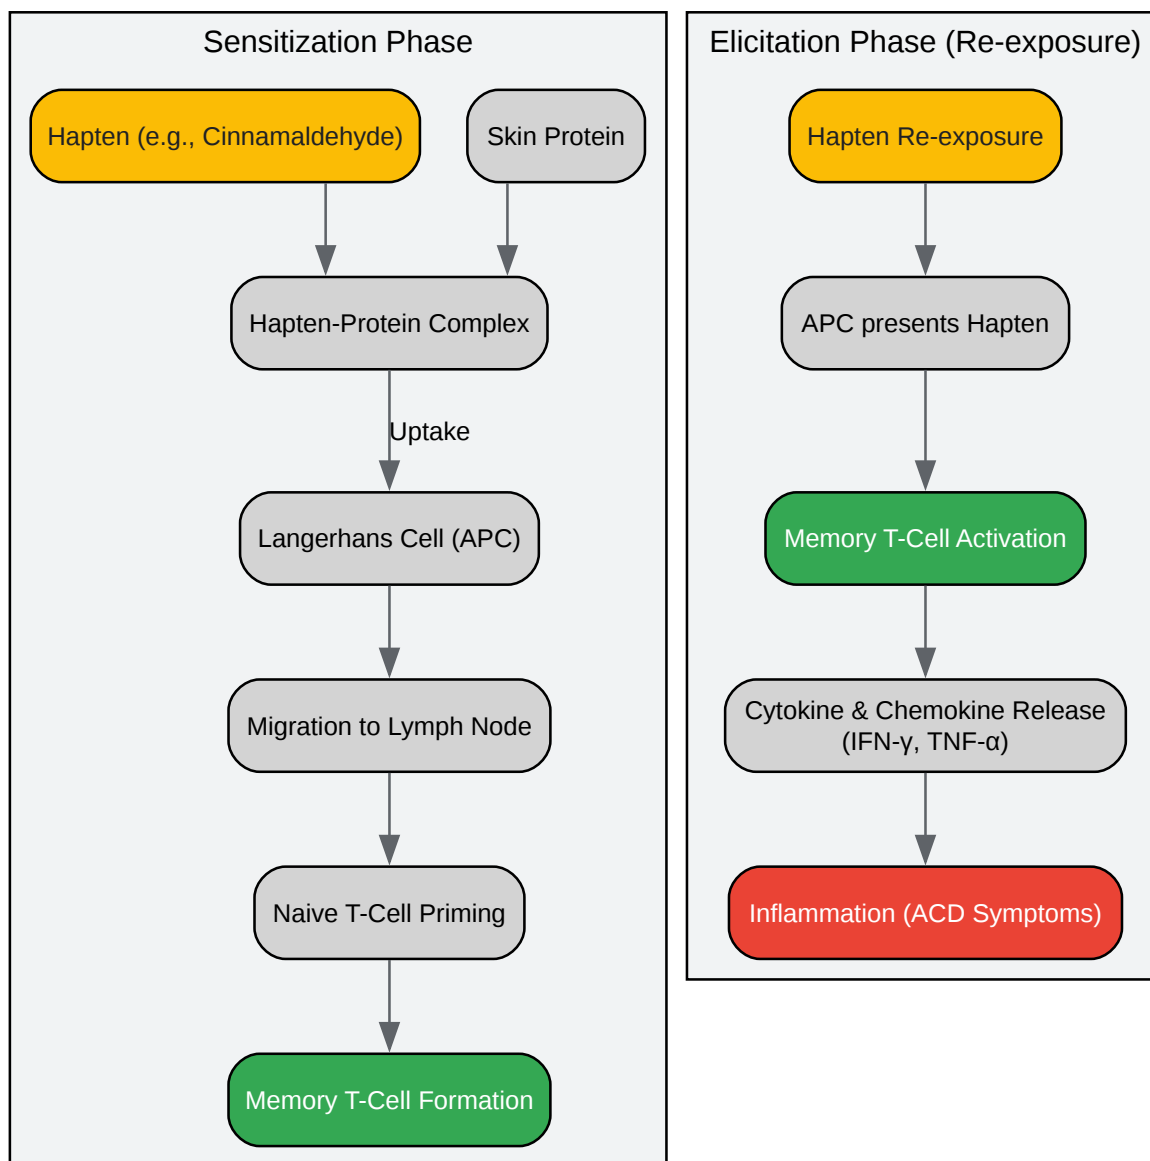 Sensitization Phase
Hapten (e.g., Cinnamaldehyde)
Skin Protein
Hapten-Protein Complex
Uptake
Langerhans Cell (APC)
Migration to Lymph Node
Naive T-Cell Priming
Memory T-Cell Formation
Elicitation Phase (Re-exposure)
Hapten Re-exposure
APC presents Hapten
Memory T-Cell Activation
Cytokine & Chemokine Release
(IFN-γ, TNF-α)
Inflammation (ACD Symptoms)